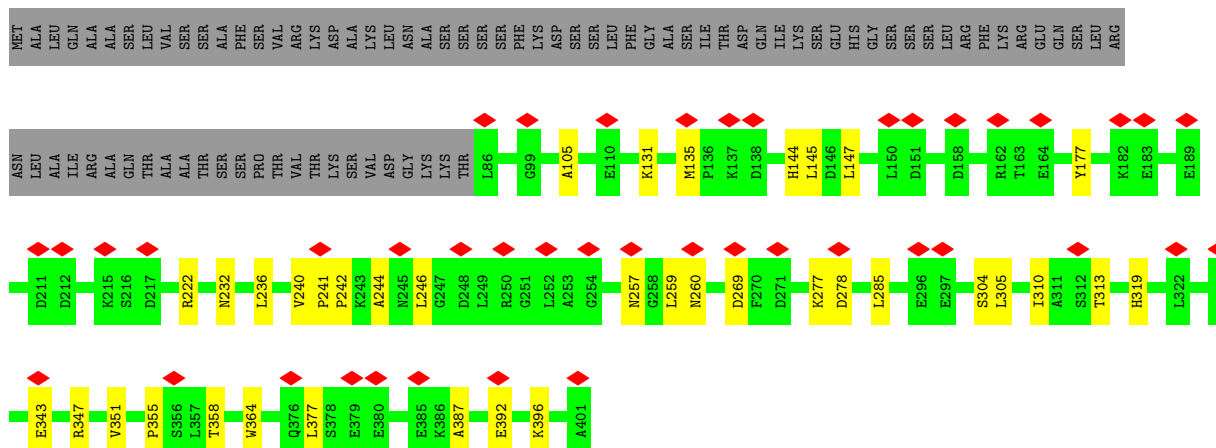 MET ALA LEU GLN ALA ALA SER LEU VAL SER SER ALA PHE SER VAL ARG LYS ASP ALA LYS LEU ASN ALA SER SER SER SER PHE LYS ASP SER SER LEU PHE GLY ALA SER ILE THR ASP GLN ILE LYS SER GLU HIS GLY SER SER SER LEU ARG PHE LYS ARG GLU GLN SER LEU ARG
ASN LEU ALA ILE ARG ALA GLN THR ALA ALA THR SER SER PRO THR VAL THR LYS SER VAL ASP GLY LYS LYS THR L86 G99 A105 E110 K131 M135 P136 K137 D138 H144 L145 D146 L147 L150 D151 D158 R162 T163 E164 Y177 K182 E183 E189
D211 D212 K215 S216 D217 R222 N232 L236 V240 P241 P242 K243 A244 N245 L246 G247 D248 L249 R250 G251 L252 A253 G254 N257 G258 L259 N260 D269 F270 D271 K277 D278 L285 E296 E297 S304 L305 I310 A311 S312 T313 H319 L322
E343 R347 V351 P355 S356 L357 T358 W364 Q376 L377 S378 E379 E380 E385 K386 A387 E392 K396 A401